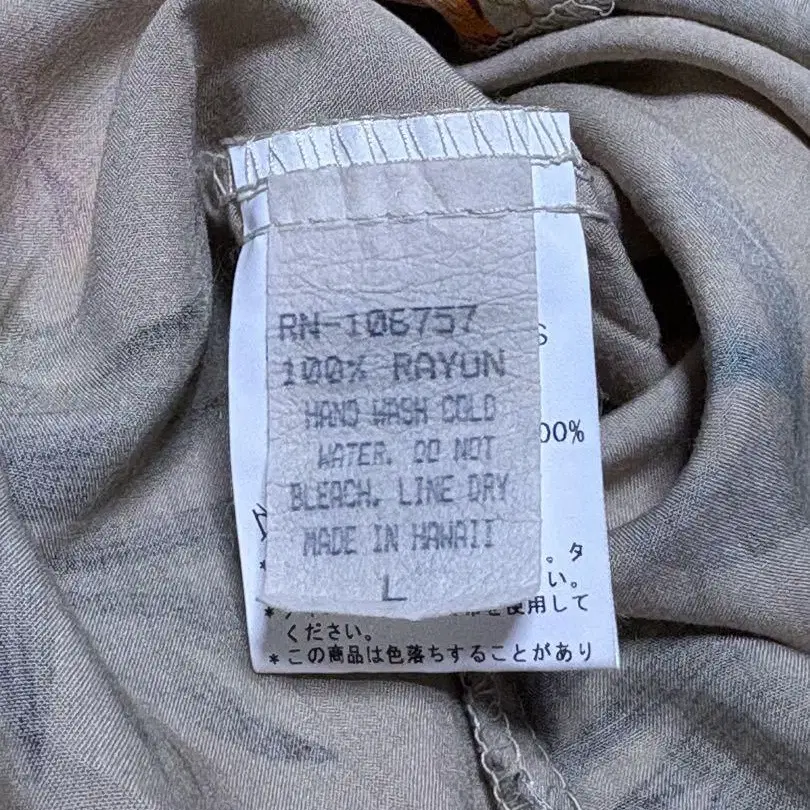 RN-106757
100% RAYON
HAND WASH COLD
WATER. DO NOT
BLEACH. LINE DRY
MADE IN HAWAII
L
S
00%
。タ
い。
を使用して
ください。
* この商品は色落ちすることがあり